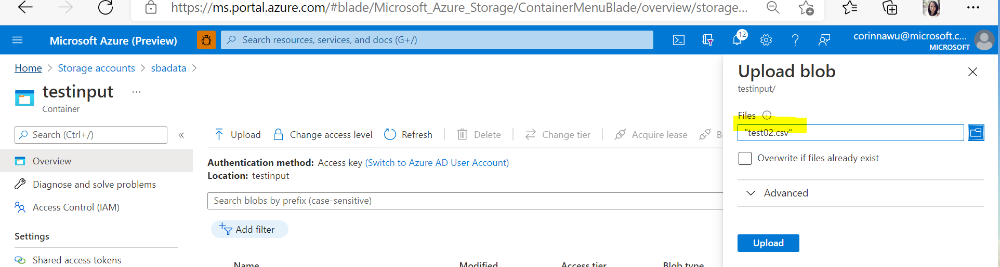 https://ms.portal.azure.com/#blade/Microsoft_Azure_Storage/ContainerMenuBlade/overview/storage...
Microsoft Azure (Preview)
Search resources, services, and docs (G+/)
12
corinnawu@microsoft.c...
MICROSOFT
Home > Storage accounts > sbadata >
testinput ...
Container
Search (Ctrl+/)
«
Overview
Diagnose and solve problems
Access Control (IAM)
Settings
Shared access tokens
Upload
Change access level
Refresh
Delete
Change tier
Acquire lease
B
Authentication method: Access key (Switch to Azure AD User Account)
Location: testinput
Search blobs by prefix (case-sensitive)
Add filter
Name
Modified
Access tier
Blob type
Upload blob
testinput/
Files
"test02.csv"
Overwrite if files already exist
Advanced
Upload